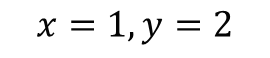 x = 1, y = 2